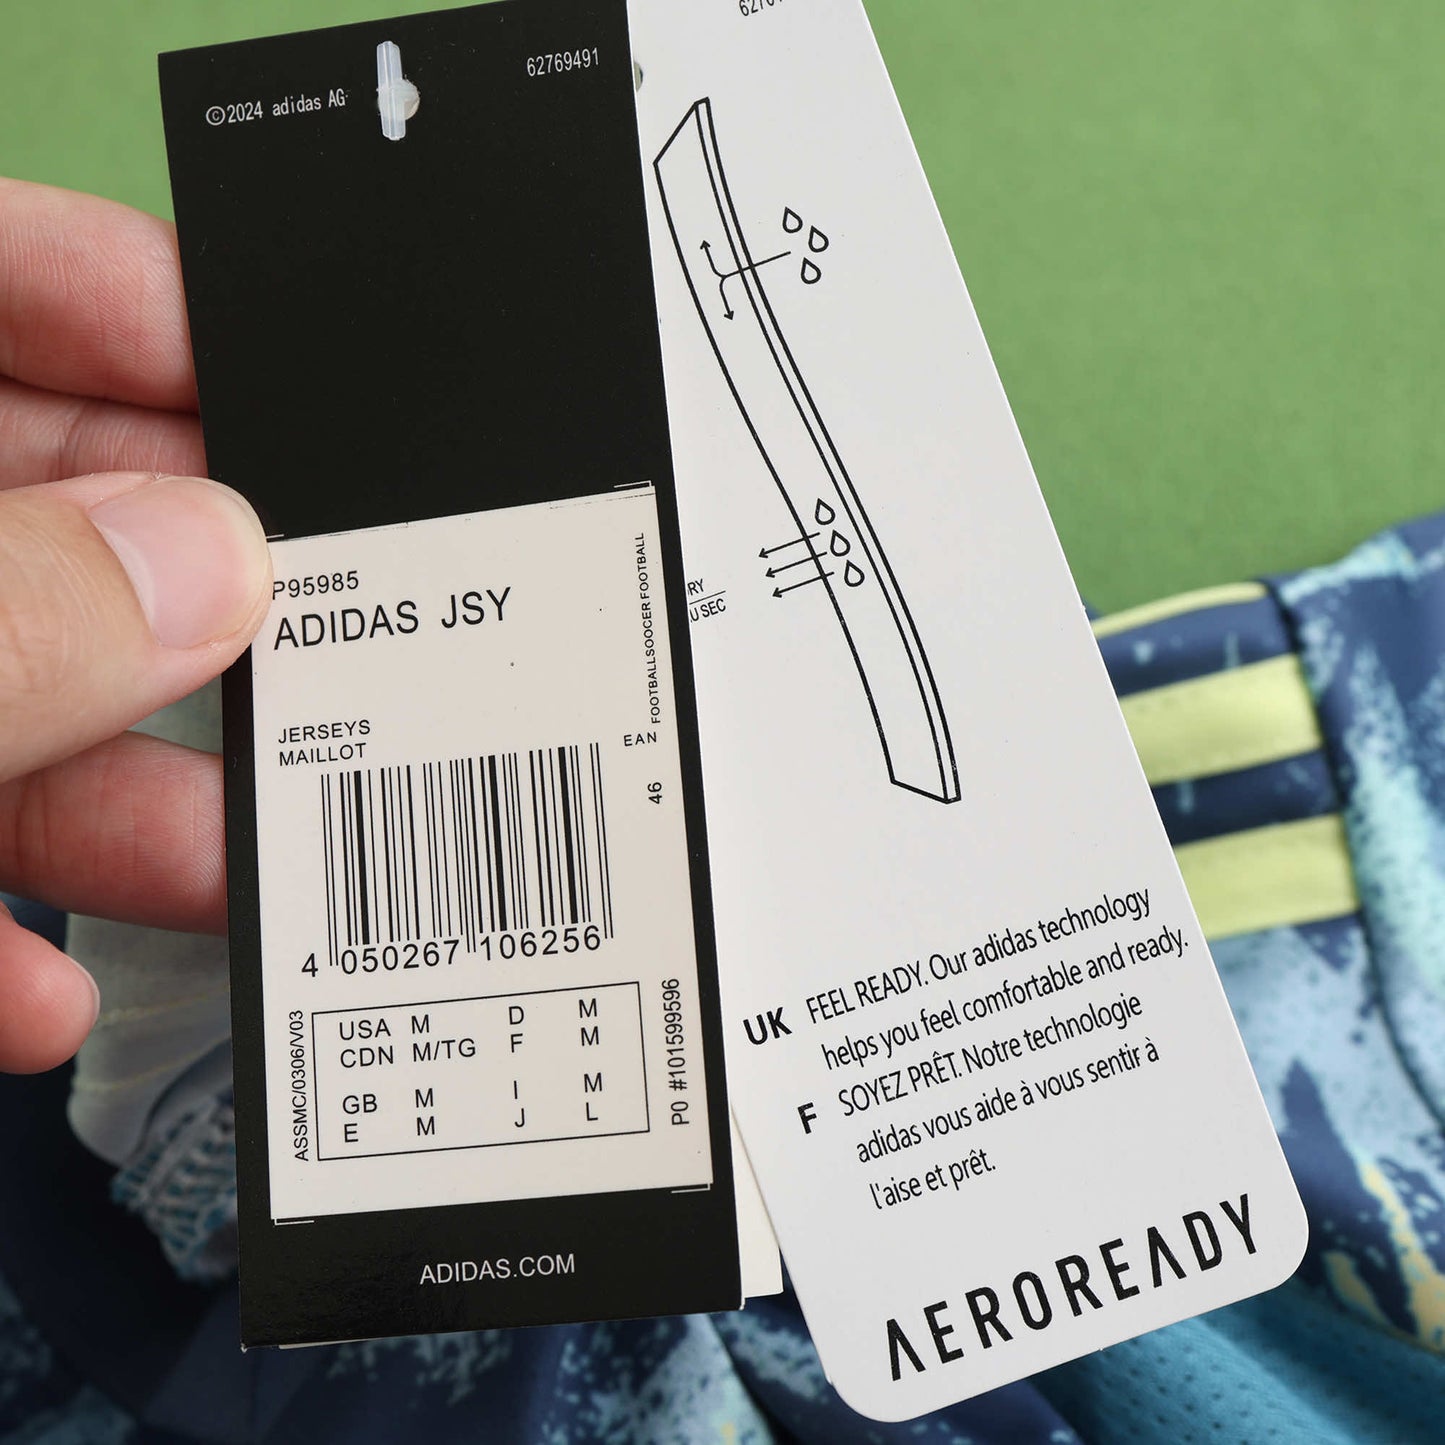 ©2024 adidas AG
62769491
P95985
ADIDAS JSY
JERSEYS
MAILLOT
FOOTBALLSOOCER FOOTBALL
EAN
46
4 050267 106256
ASSMC/0306/V03
USA M D M
CDN M/TG F M
GB M I M
E M J L
PO #101599596
ADIDAS.COM
UK FEEL READY. Our adidas technology
helps you feel comfortable and ready.
F SOYEZ PRÊT. Notre technologie
adidas vous aide à vous sentir à
l'aise et prêt.
AEROREADY